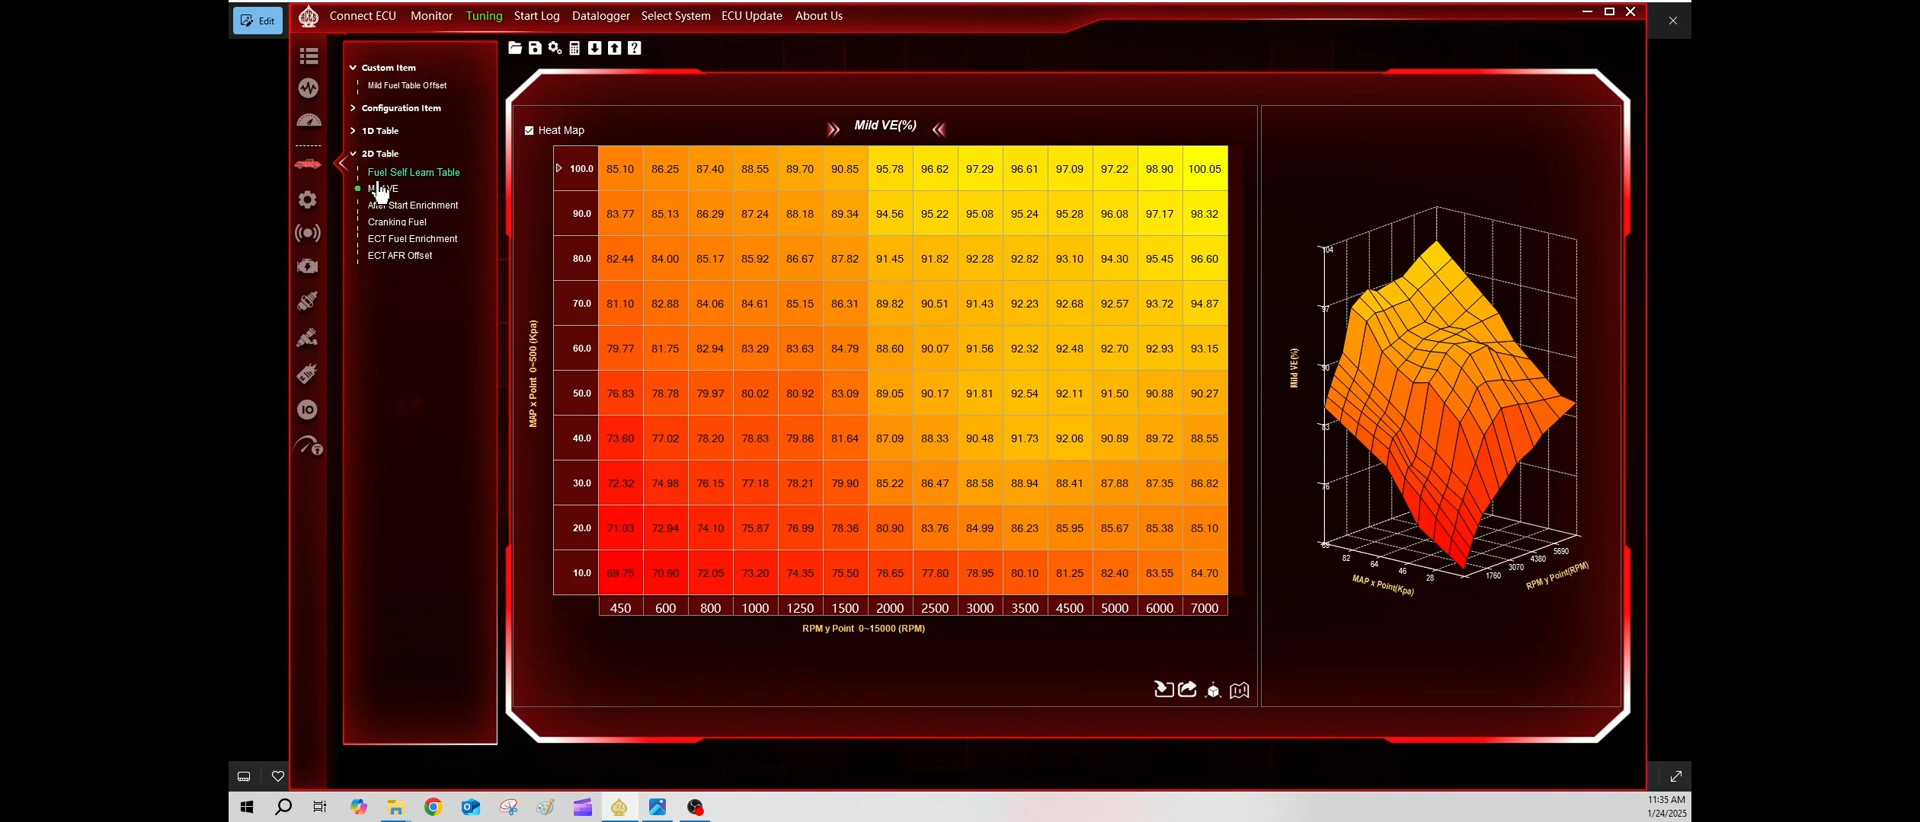 Edit
Connect ECU Monitor Tuning Start Log Datalogger Select System ECU Update About Us
Custom Item
Mild Fuel Table Offset
Configuration Item
1D Table
2D Table
Fuel Self Learn Table
VE
After Start Enrichment
Cranking Fuel
ECT Fuel Enrichment
ECT AFR Offset
Heat Map
Mild VE(%)
100.0 85.10 86.25 87.40 88.55 89.70 90.85 95.78 96.62 97.29 96.61 97.09 97.22 98.90 100.05
90.0 83.77 85.13 86.29 87.24 88.18 89.34 94.56 95.22 95.08 95.24 95.28 96.08 97.17 98.32
80.0 82.44 84.00 85.17 85.92 86.67 87.82 91.45 91.82 92.28 92.82 93.10 94.30 95.45 96.60
70.0 81.10 82.88 84.06 84.61 85.15 86.31 89.82 90.51 91.43 92.23 92.68 92.57 93.72 94.87
60.0 79.77 81.75 82.94 83.29 83.63 84.79 88.60 90.07 91.56 92.32 92.48 92.70 92.93 93.15
50.0 76.83 78.78 79.97 80.02 80.92 83.09 89.05 90.17 91.81 92.54 92.11 91.50 90.88 90.27
40.0 73.60 77.02 78.20 78.83 79.86 81.64 87.09 88.33 90.48 91.73 92.06 90.89 89.72 88.55
30.0 72.32 74.98 76.15 77.18 78.21 79.90 85.22 86.47 88.58 88.94 88.41 87.88 87.35 86.82
20.0 71.03 72.94 74.10 75.87 76.99 78.36 80.90 83.76 84.99 86.23 85.95 85.67 85.38 85.10
10.0 69.75 70.90 72.05 73.20 74.35 75.50 76.65 77.80 78.95 80.10 81.25 82.40 83.55 84.70
450 600 800 1000 1250 1500 2000 2500 3000 3500 4500 5000 6000 7000
MAP x Point 0~500 (Kpa)
RPM y Point 0~15000 (RPM)
104
97
90
83
76
69
Mild VE(%)
82
64
46
28
MAP x Point(Kpa)
1760
3070
4380
5690
RPM y Point(RPM)
IO
11:35 AM
1/24/2025